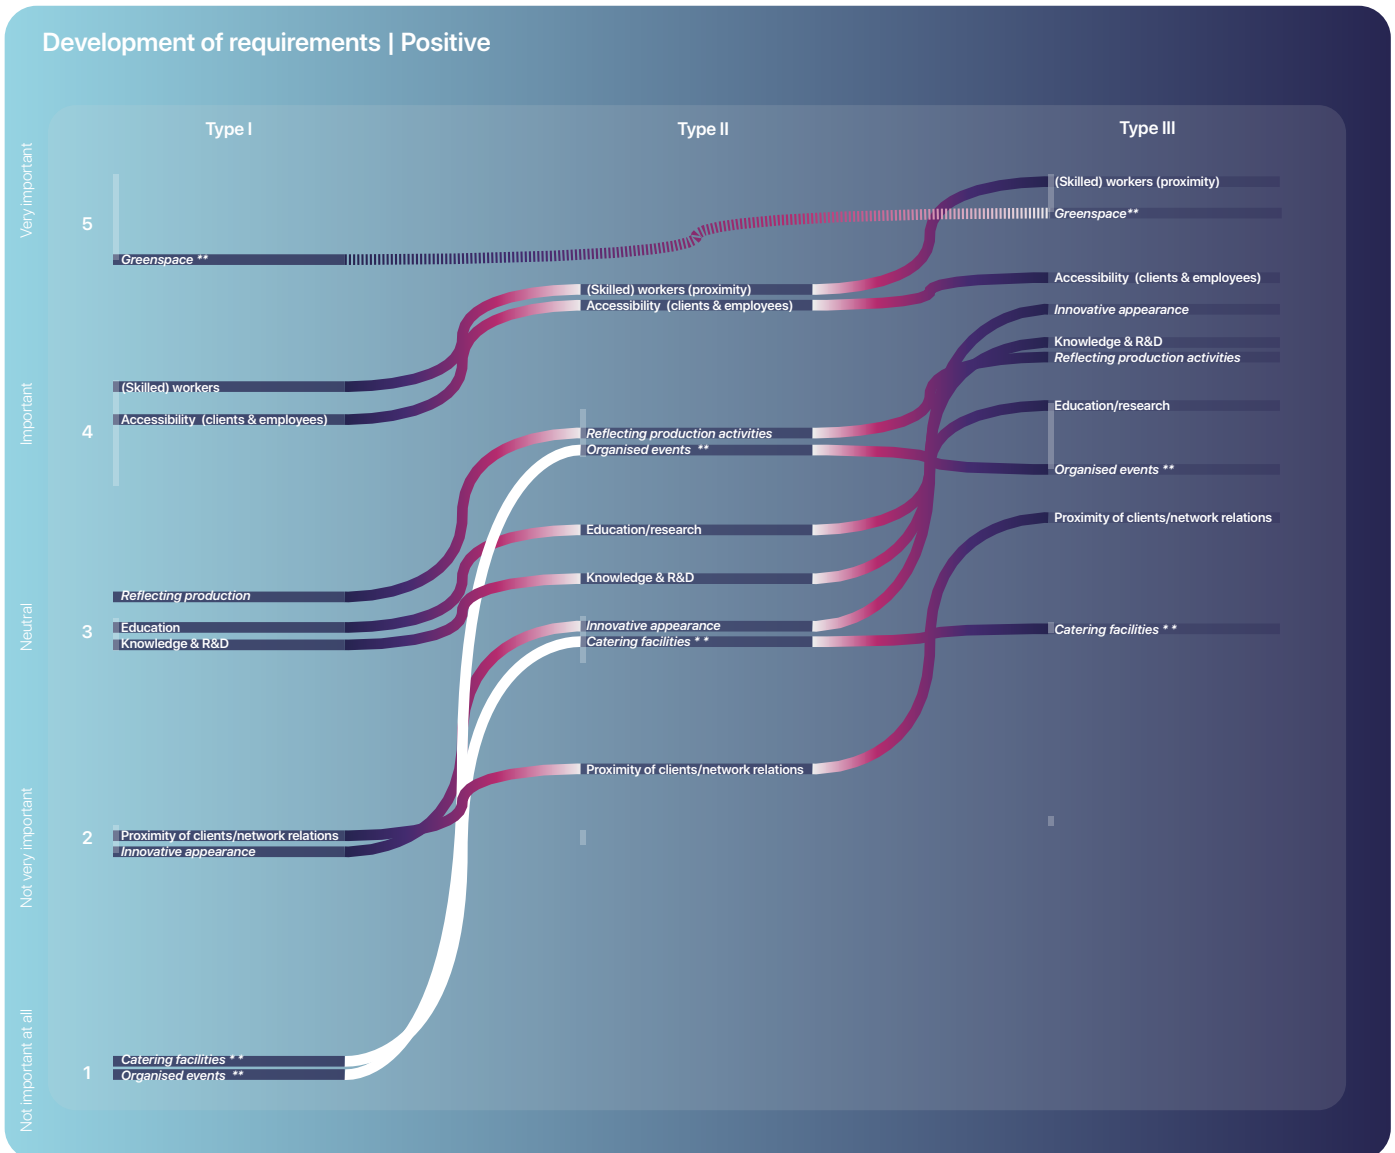 Development of requirements | Positive
Type I
Type II
Type III
Very important
Important
Neutral
Not very important
Not important at all
5
4
3
2
1
Greenspace **
(Skilled) workers
Accessibility (clients & employees)
Reflecting production
Education
Knowledge & R&D
Proximity of clients/network relations
Innovative appearance
Catering facilities * *
Organised events **
(Skilled) workers (proximity)
Accessibility (clients & employees)
Reflecting production activities
Organised events **
Education/research
Knowledge & R&D
Innovative appearance
Catering facilities * *
Proximity of clients/network relations
(Skilled) workers (proximity)
Greenspace**
Accessibility (clients & employees)
Innovative appearance
Knowledge & R&D
Reflecting production activities
Education/research
Organised events **
Proximity of clients/network relations
Catering facilities * *